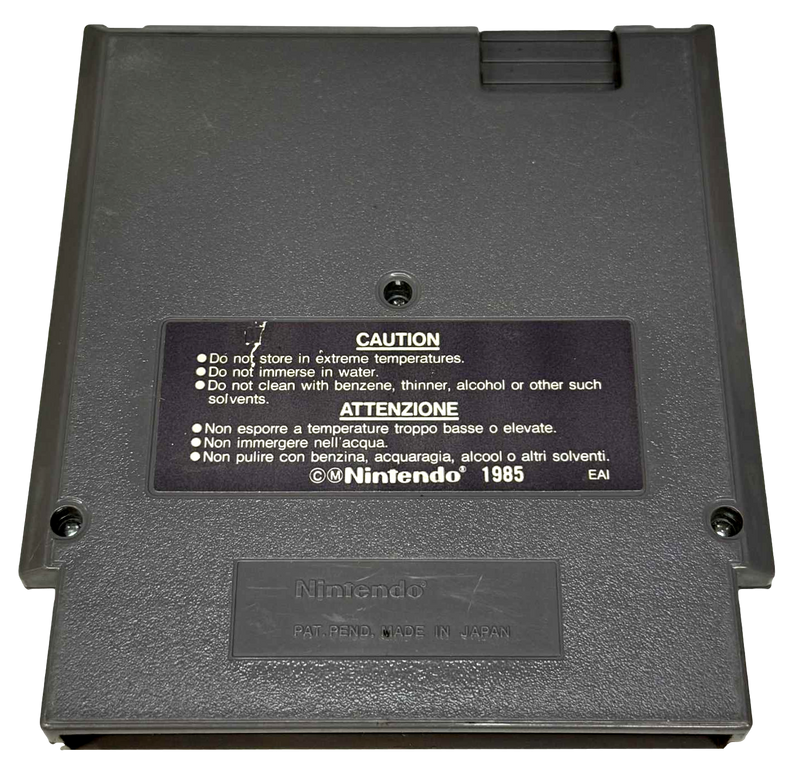 CAUTION
●Do not store in extreme temperatures.
●Do not immerse in water.
●Do not clean with benzene, thinner, alcohol or other such
solvents.
ATTENZIONE
●Non esporre a temperature troppo basse o elevate.
●Non immergere nell'acqua.
●Non pulire con benzina, acquaragia, alcool o altri solventi.
©ⓂNintendo® 1985 EAI
Nintendo®
PAT. PEND. MADE IN JAPAN